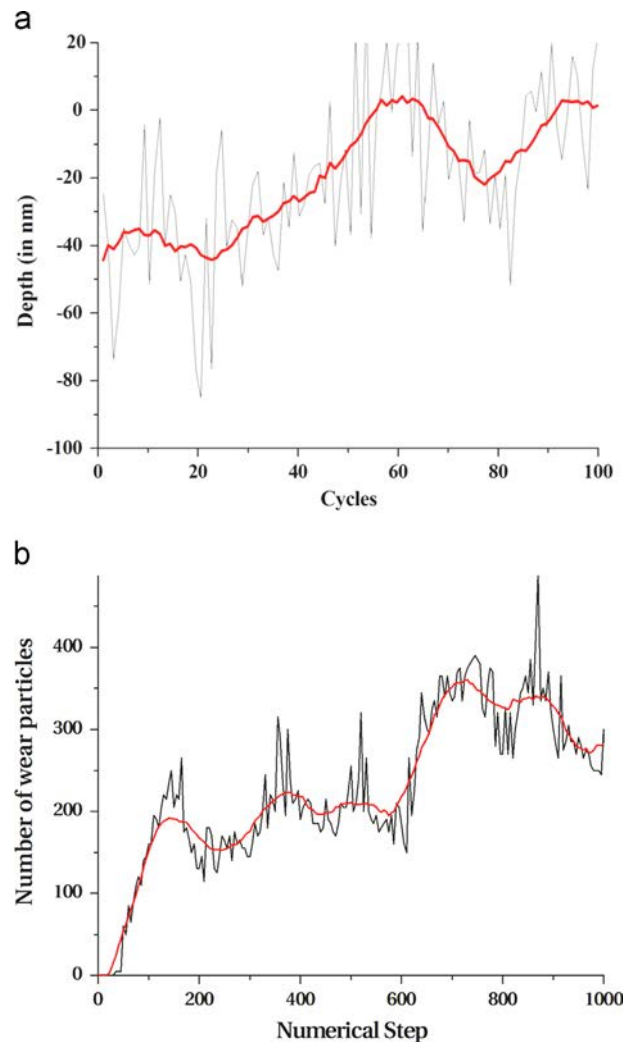 a
20
0
-20
-40
-60
-80
-100
Depth (in nm)
0 20 40 60 80 100
Cycles
b
400
300
200
100
0
Number of wear particles
0 200 400 600 800 1000
Numerical Step